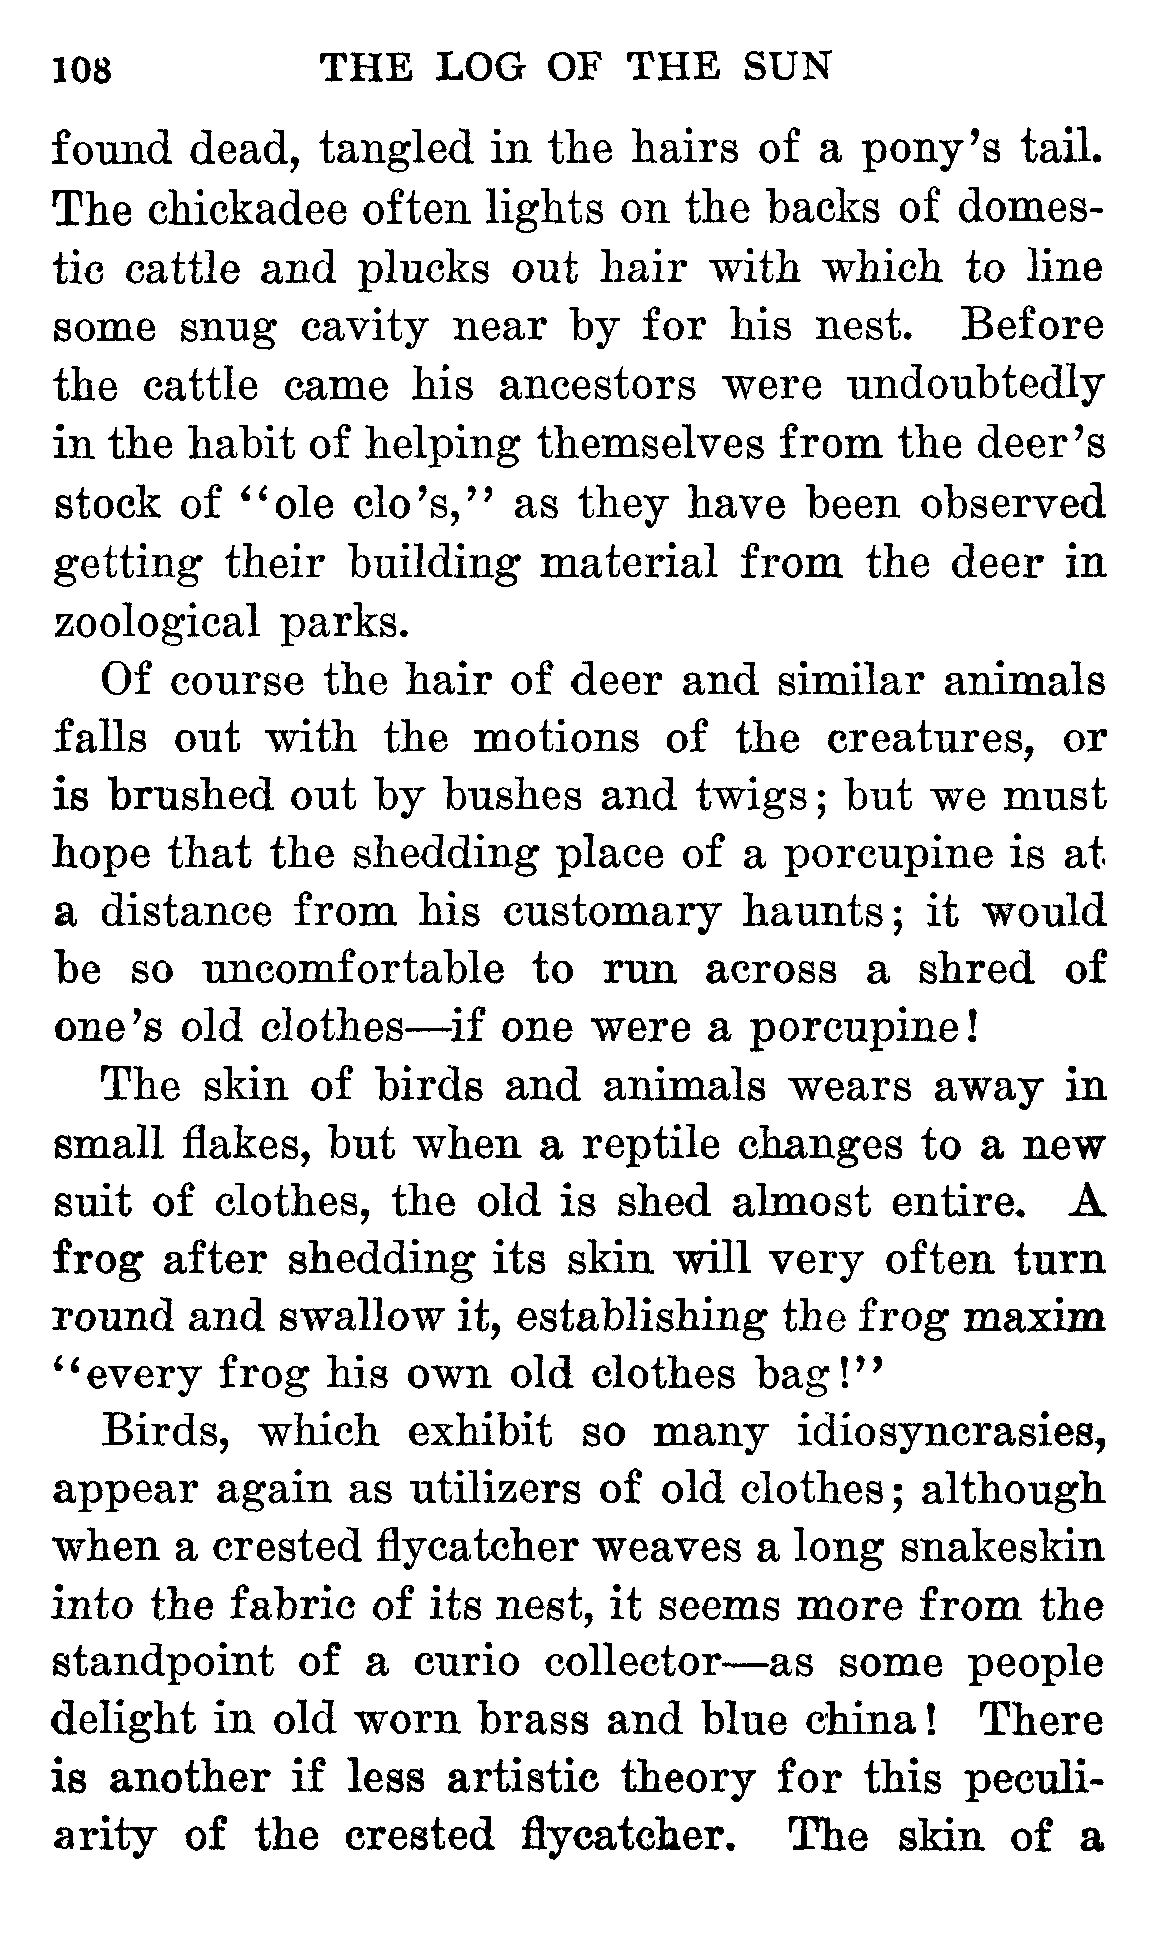 108 THE LOG OF THE SUN
found dead, tangled in the hairs of a pony's tail.
The chickadee often lights on the backs of domes-
tic cattle and plucks out hair with which to line
some snug cavity near by for his nest. Before
the cattle came his ancestors were undoubtedly
in the habit of helping themselves from the deer's
stock of "ole clo's," as they have been observed
getting their building material from the deer in
zoological parks.
Of course the hair of deer and similar animals
falls out with the motions of the creatures, or
is brushed out by bushes and twigs; but we must
hope that the shedding place of a porcupine is at
a distance from his customary haunts; it would
be so uncomfortable to run across a shred of
one's old clothes—if one were a porcupine!
The skin of birds and animals wears away in
small flakes, but when a reptile changes to a new
suit of clothes, the old is shed almost entire. A
frog after shedding its skin will very often turn
round and swallow it, establishing the frog maxim
"every frog his own old clothes bag!"
Birds, which exhibit so many idiosyncrasies,
appear again as utilizers of old clothes; although
when a crested flycatcher weaves a long snakeskin
into the fabric of its nest, it seems more from the
standpoint of a curio collector—as some people
delight in old worn brass and blue china! There
is another if less artistic theory for this peculi-
arity of the crested flycatcher. The skin of a